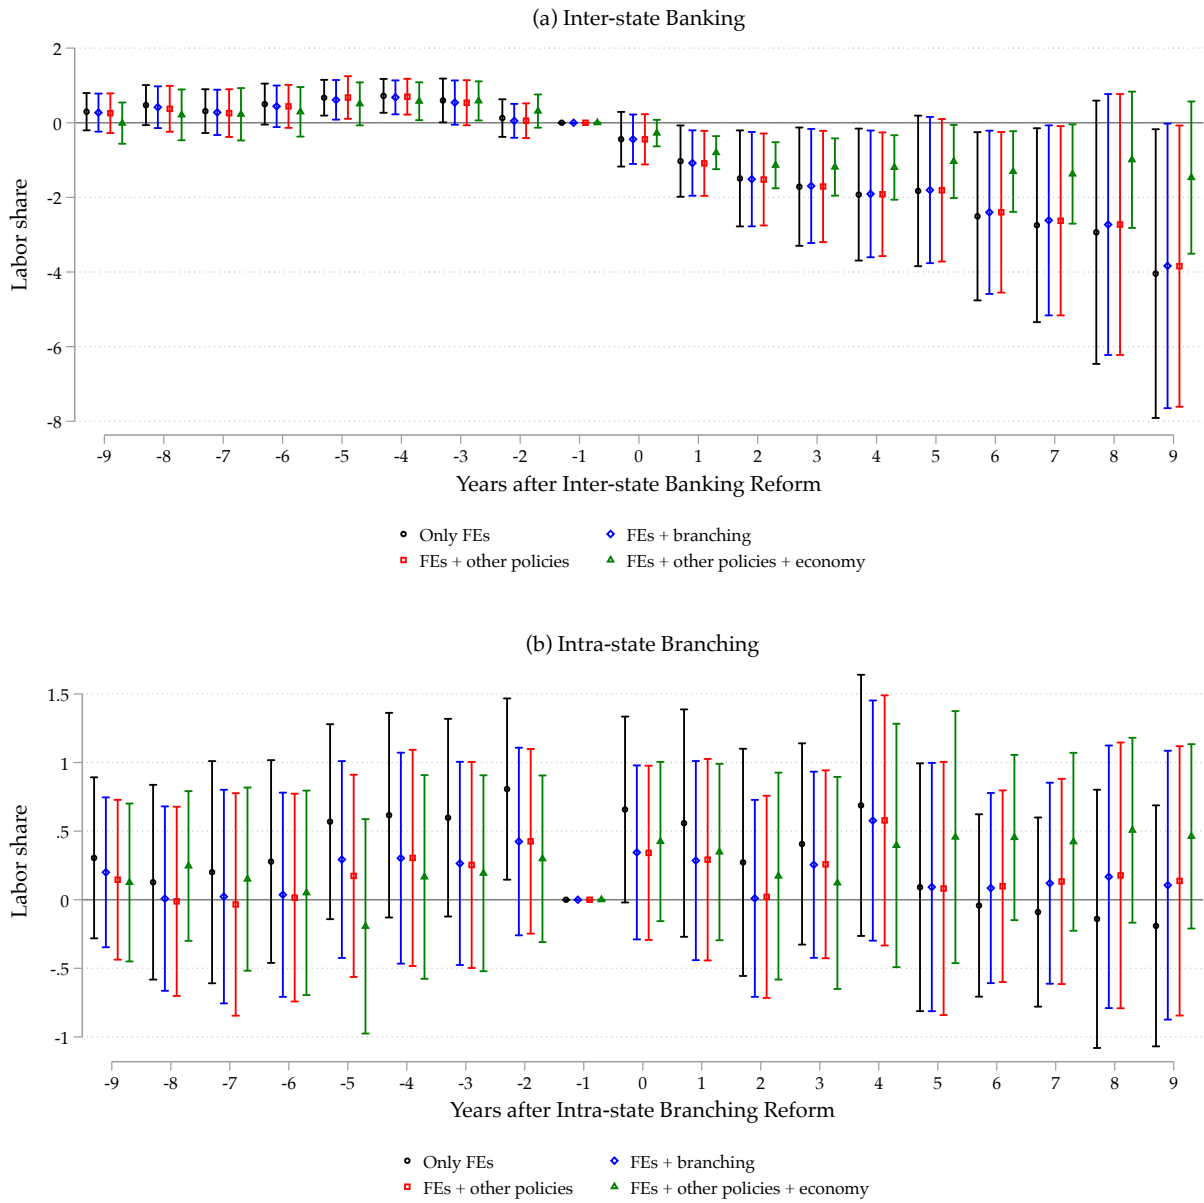 (a) Inter-state Banking
2
0
-2
-4
-6
-8
Labor share
-9 -8 -7 -6 -5 -4 -3 -2 -1 0 1 2 3 4 5 6 7 8 9
Years after Inter-state Banking Reform
Only FEs
FEs + branching
FEs + other policies
FEs + other policies + economy
(b) Intra-state Branching
1.5
1
.5
0
-.5
-1
Labor share
-9 -8 -7 -6 -5 -4 -3 -2 -1 0 1 2 3 4 5 6 7 8 9
Years after Intra-state Branching Reform
Only FEs
FEs + branching
FEs + other policies
FEs + other policies + economy